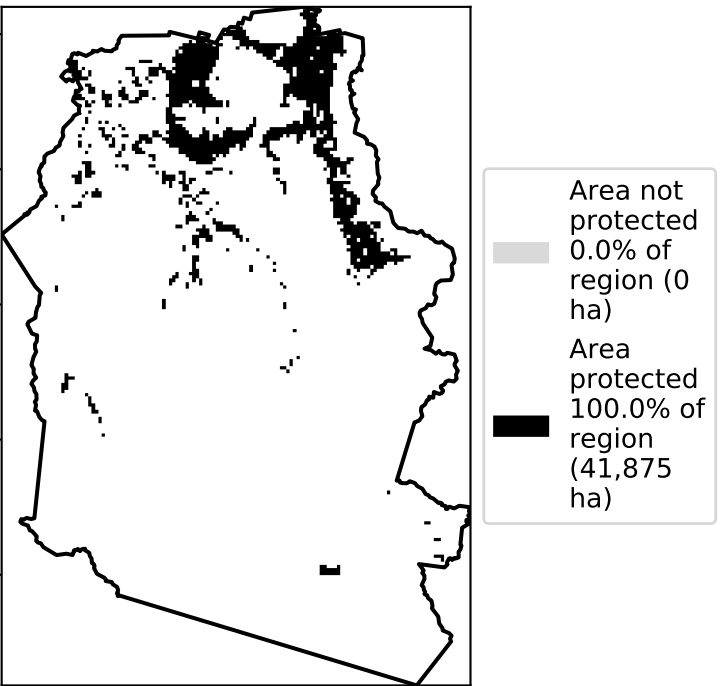 Area not
protected
0.0% of
region (0
ha)
Area
protected
100.0% of
region
(41,875
ha)